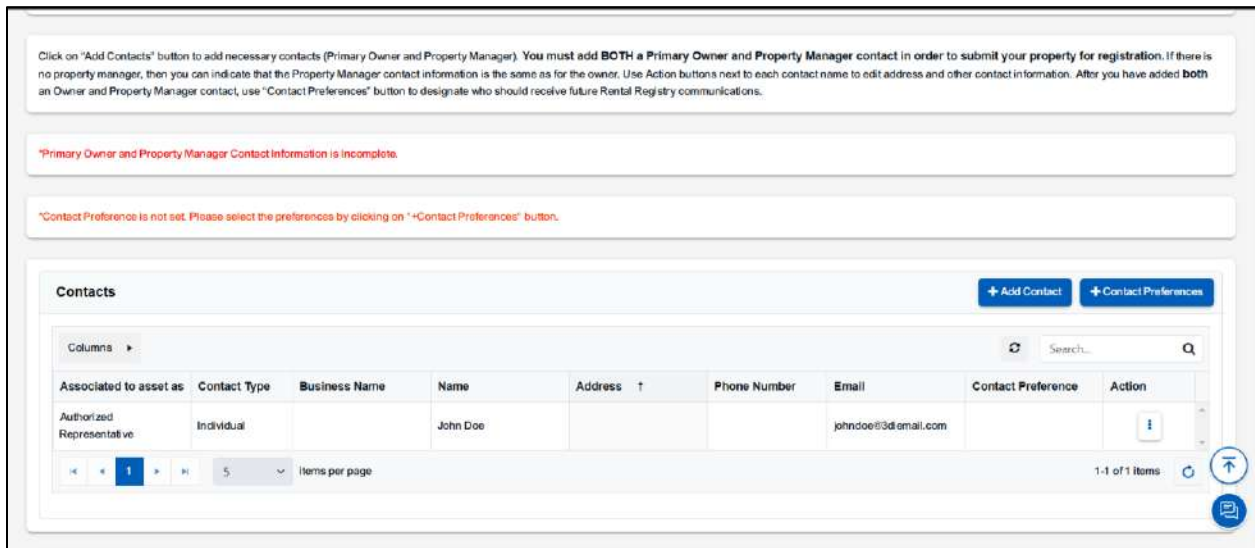 Click on "Add Contacts" button to add necessary contacts (Primary Owner and Property Manager). You must add BOTH a Primary Owner and Property Manager contact in order to submit your property for registration. If there is
no property manager, then you can indicate that the Property Manager contact information is the same as for the owner. Use Action buttons next to each contact name to edit address and other contact information. After you have added both
an Owner and Property Manager contact, use "Contact Preferences" button to designate who should receive future Rental Registry communications.
*Primary Owner and Property Manager Contact Information is Incomplete.
*Contact Preference is not set. Please select the preferences by clicking on "+Contact Preferences" button.
Contacts
+ Add Contact
+ Contact Preferences
Columns
Search...
Associated to asset as Contact Type Business Name Name Address ↑ Phone Number Email Contact Preference Action
Authorized
Representative
Individual John Doe johndoe@3diemail.com
1 5 items per page 1-1 of 1 items